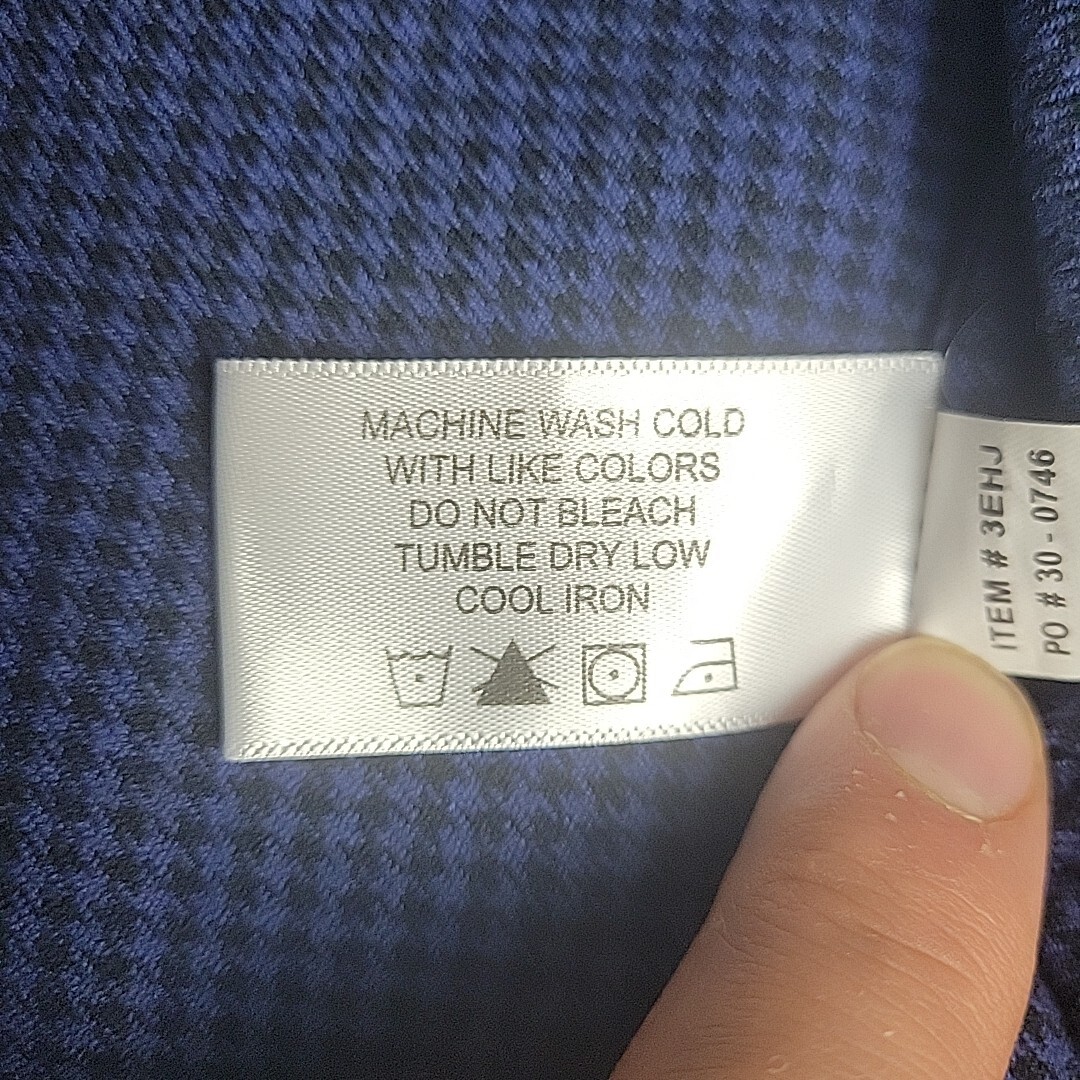 MACHINE WASH COLD
WITH LIKE COLORS
DO NOT BLEACH
TUMBLE DRY LOW
COOL IRON
ITEM # 3EHJ
PO # 30 - 0746